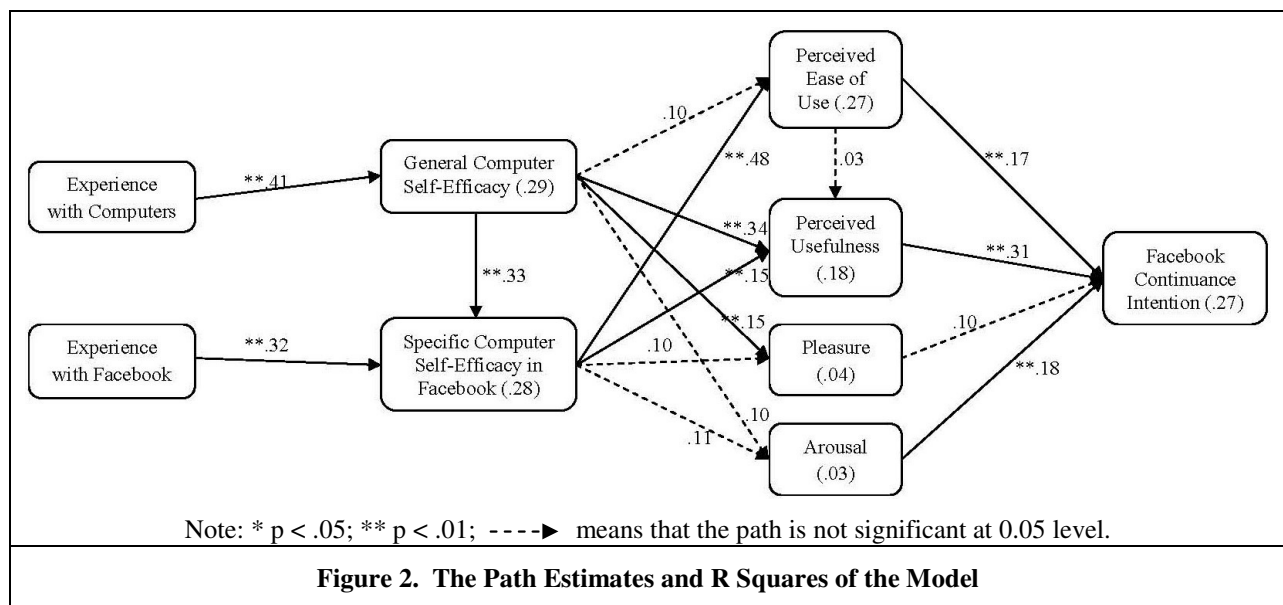 Perceived
Ease of
Use (.27)
.10
**.48
.03
**.17
General Computer
Self-Efficacy (.29)
**.41
Experience
with Computers
**.34
Perceived
Usefulness
(.18)
**.31
Facebook
Continuance
Intention (.27)
**.33
**.15
**.15
.10
Experience
with Facebook
**.32
Specific Computer
Self-Efficacy in
Facebook (.28)
.10
Pleasure
(.04)
**.18
.10
.11
Arousal
(.03)
Note: * p < .05; ** p < .01; ----► means that the path is not significant at 0.05 level.
Figure 2. The Path Estimates and R Squares of the Model